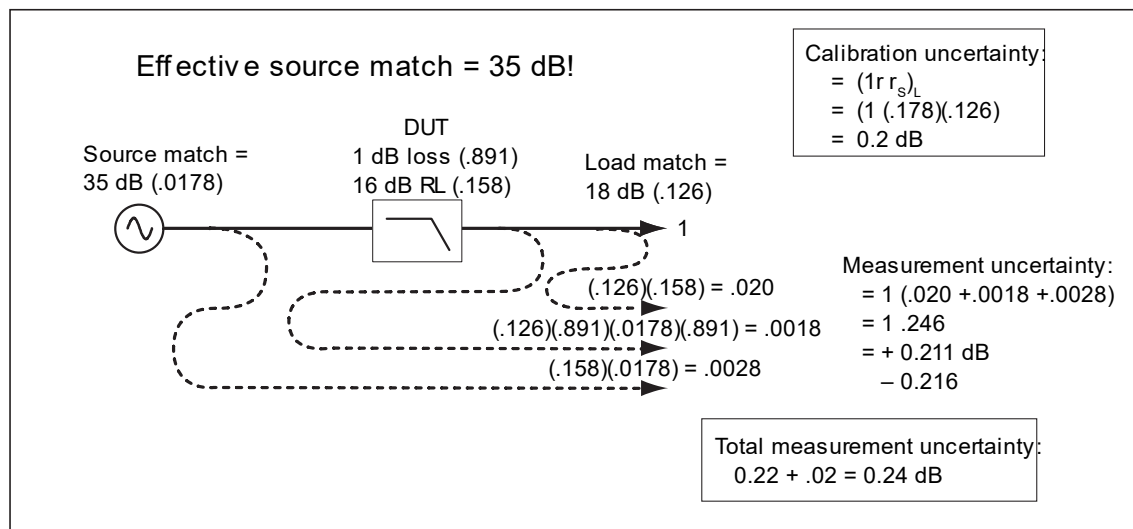 Effective source match = 35 dB!
Calibration uncertainty:
= (1r r_S)_L
= (1 (.178)(.126)
= 0.2 dB
Source match =
35 dB (.0178)
DUT
1 dB loss (.891)
16 dB RL (.158)
Load match =
18 dB (.126)
1
(.126)(.158) = .020
(.126)(.891)(.0178)(.891) = .0018
(.158)(.0178) = .0028
Measurement uncertainty:
= 1 (.020 +.0018 +.0028)
= 1 .246
= + 0.211 dB
– 0.216
Total measurement uncertainty:
0.22 + .02 = 0.24 dB